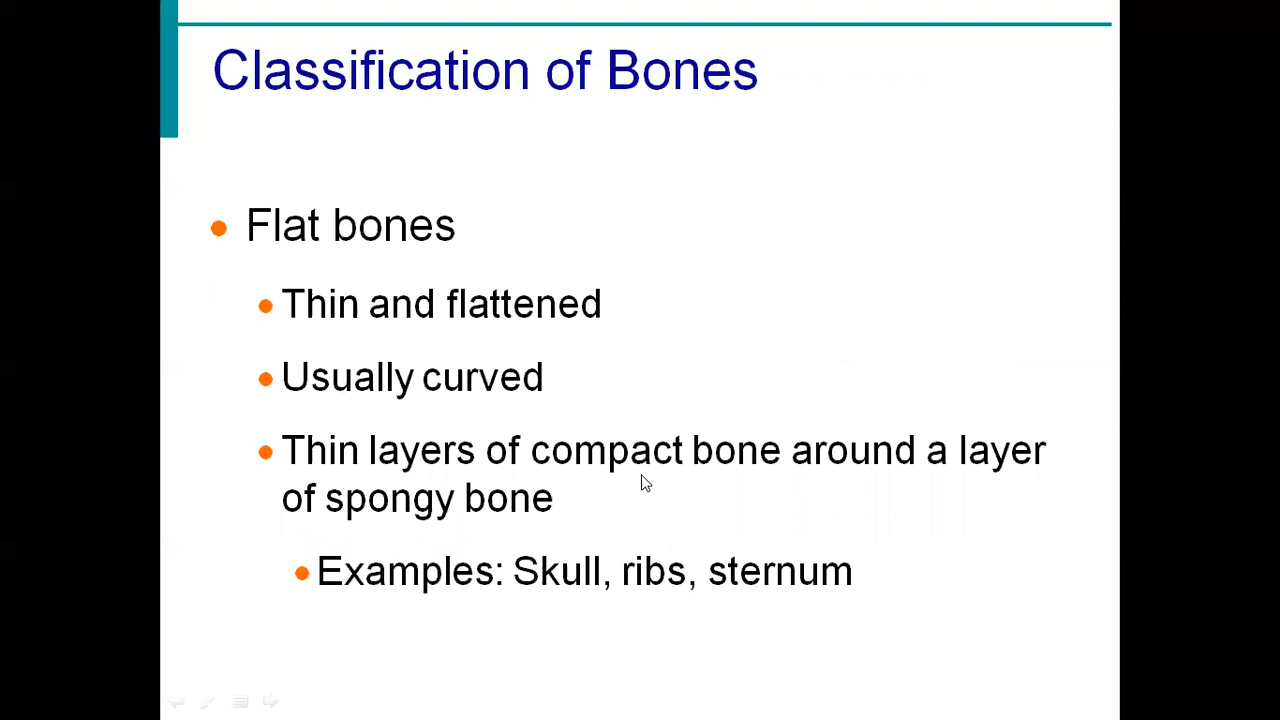 Classification of Bones
Flat bones
Thin and flattened
Usually curved
Thin layers of compact bone around a layer
of spongy bone
Examples: Skull, ribs, sternum